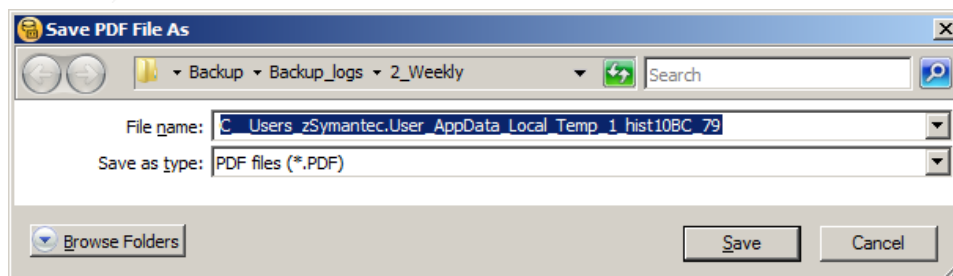 Save PDF File As
Backup Backup_logs 2_Weekly
Search
File name: C__Users_zSymantec.User_AppData_Local_Temp_1_hist10BC_79
Save as type: PDF files (*.PDF)
Browse Folders
Save
Cancel